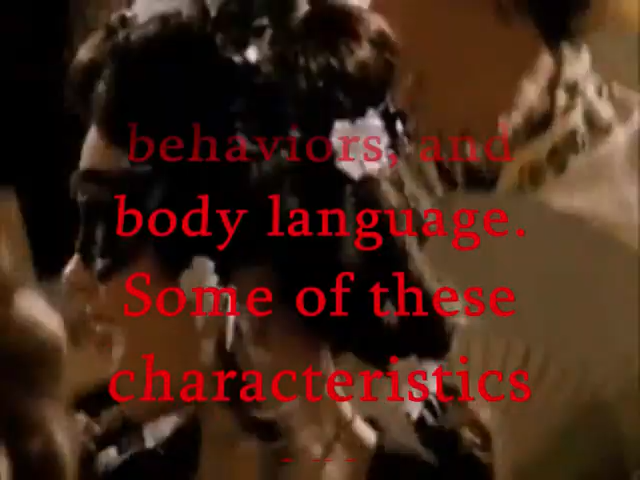 behaviors, and
body language.
Some of these
characteristics